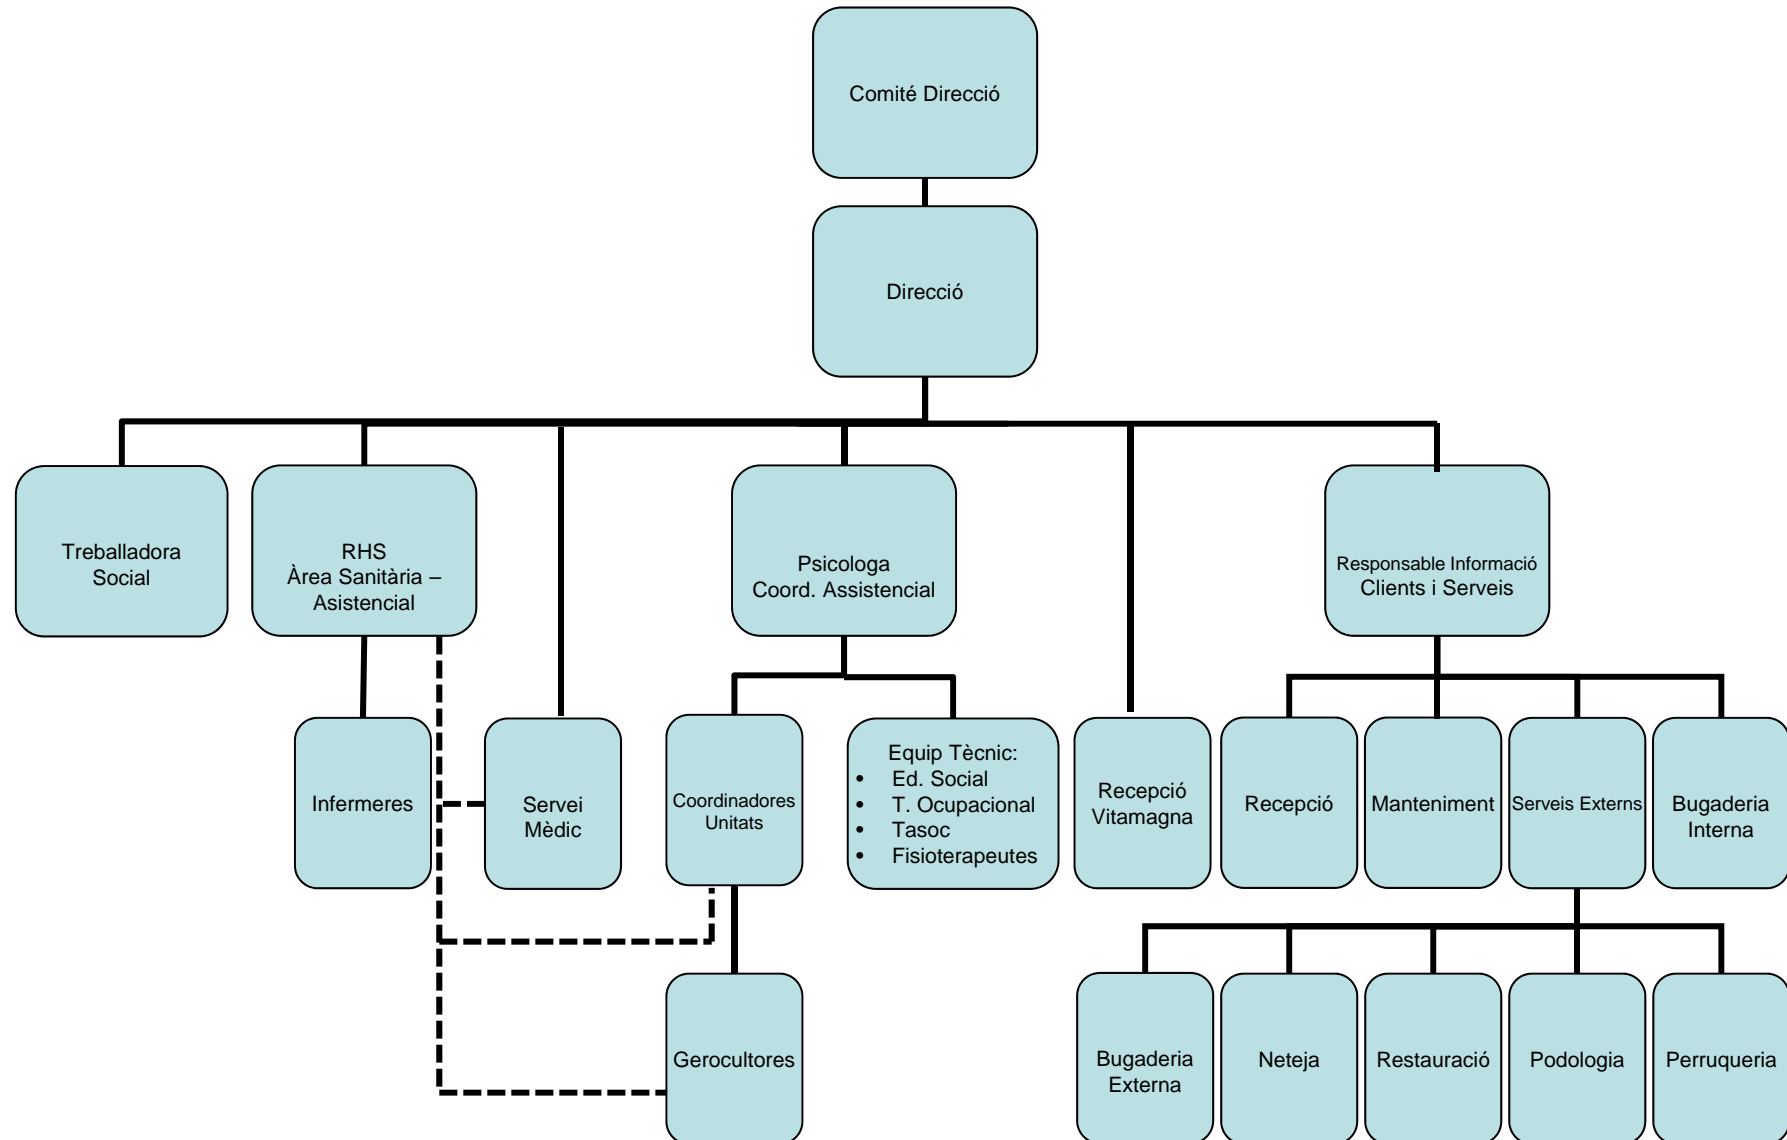 Comité Direcció
Direcció
Treballadora
Social
RHS
Àrea Sanitària –
Asistencial
Psicologa
Coord. Assistencial
Responsable Informació
Clients i Serveis
Infermeres
Servei
Mèdic
Coordinadores
Unitats
Equip Tècnic:
• Ed. Social
• T. Ocupacional
• Tasoc
• Fisioterapeutes
Recepció
Vitamagna
Recepció
Manteniment
Serveis Externs
Bugaderia
Interna
Gerocultores
Bugaderia
Externa
Neteja
Restauració
Podologia
Perruqueria